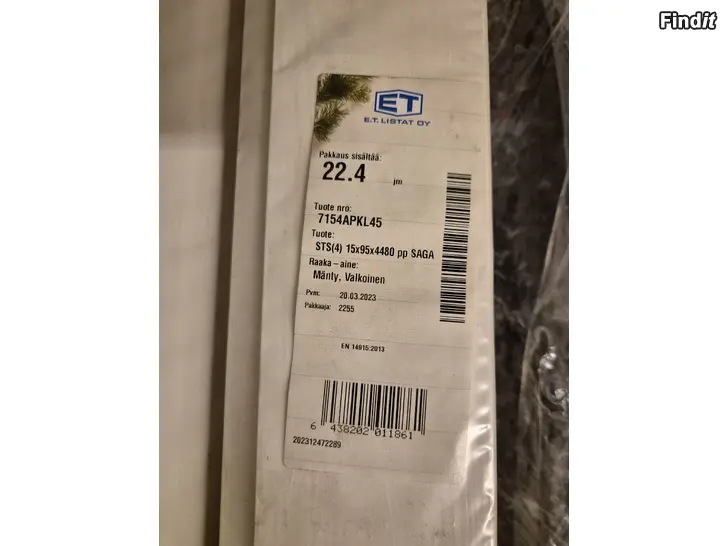 Findit
ET
E.T. LISTAT OY
Pakkaus sisältää:
22.4 jm
Tuote nro:
7154APKL45
Tuote:
STS(4) 15x95x4480 pp SAGA
Raaka-aine:
Mänty, Valkoinen
Pvm: 20.03.2023
Pakkaaja: 2255
EN 14915:2013
6 438202 011861
202312472289